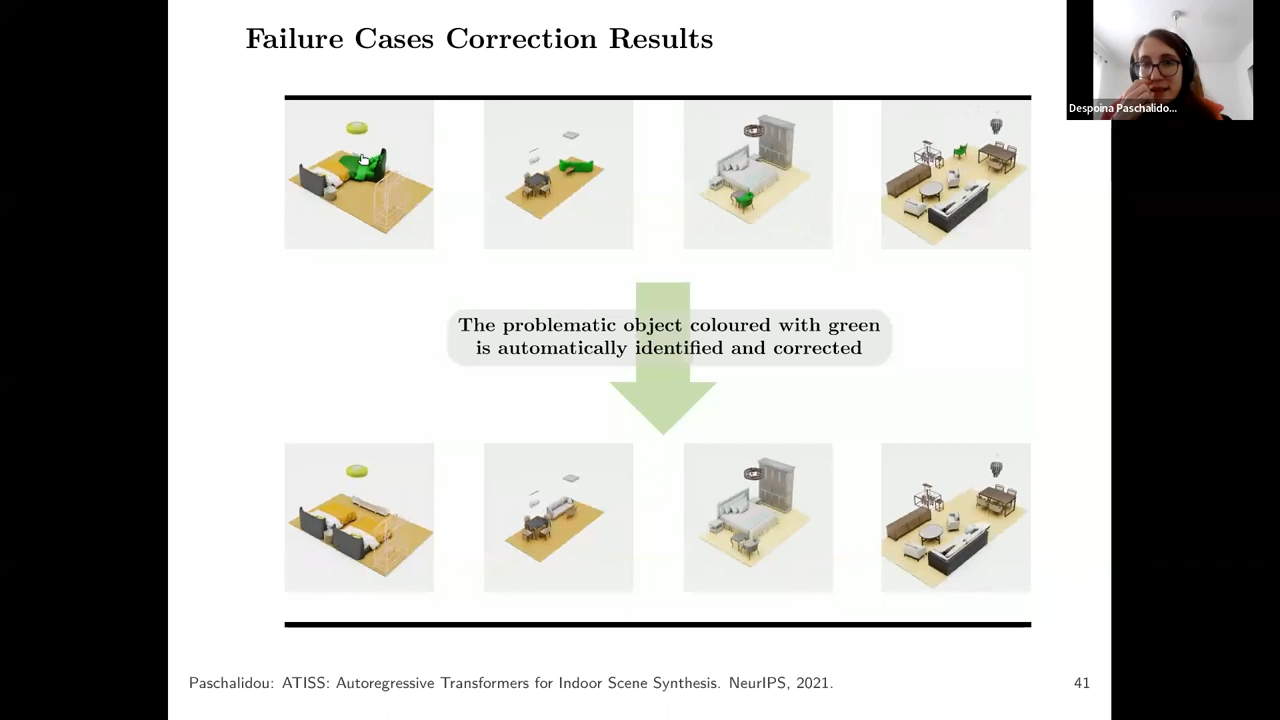 Failure Cases Correction Results
Despoina Paschalido...
The problematic object coloured with green
is automatically identified and corrected
Paschalidou: ATISS: Autoregressive Transformers for Indoor Scene Synthesis. NeurIPS, 2021.
41